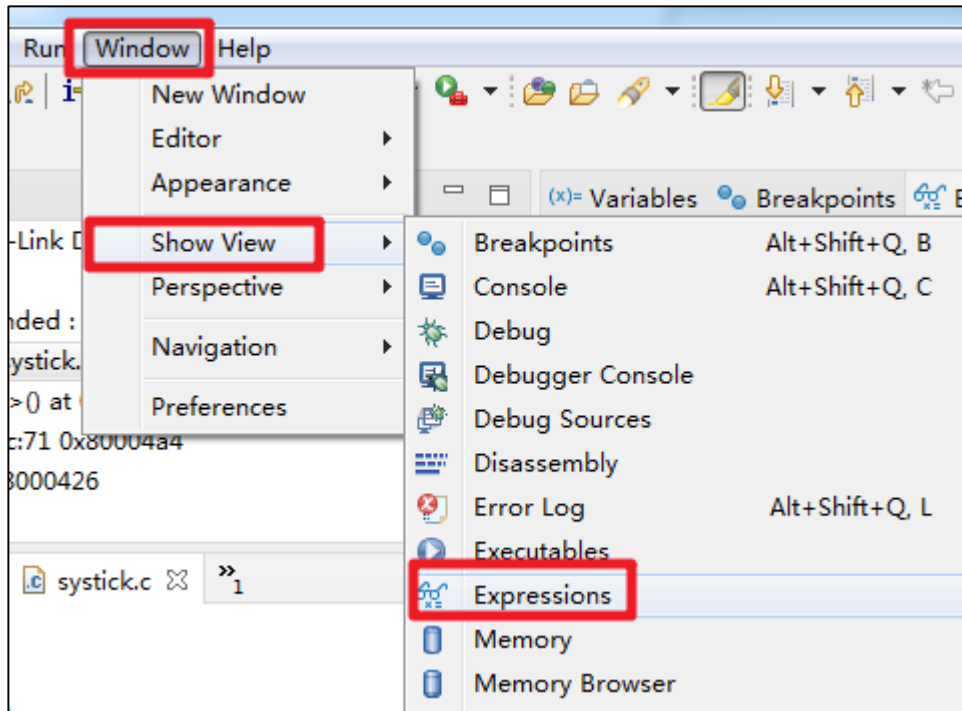 Run Window Help
New Window
Editor
Appearance
(x)= Variables Breakpoints E
-Link D Show View
Breakpoints Alt+Shift+Q, B
Perspective
Console Alt+Shift+Q, C
nded :
Debug
Navigation
ystick.
Debugger Console
>() at
Preferences
Debug Sources
c:71 0x80004a4
Disassembly
8000426
Error Log Alt+Shift+Q, L
Executables
.c systick.c »1
Expressions
Memory
Memory Browser